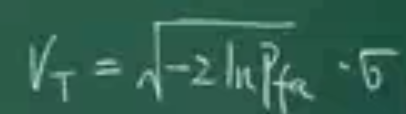 V_T = √(-2 ln P_fa) · σ